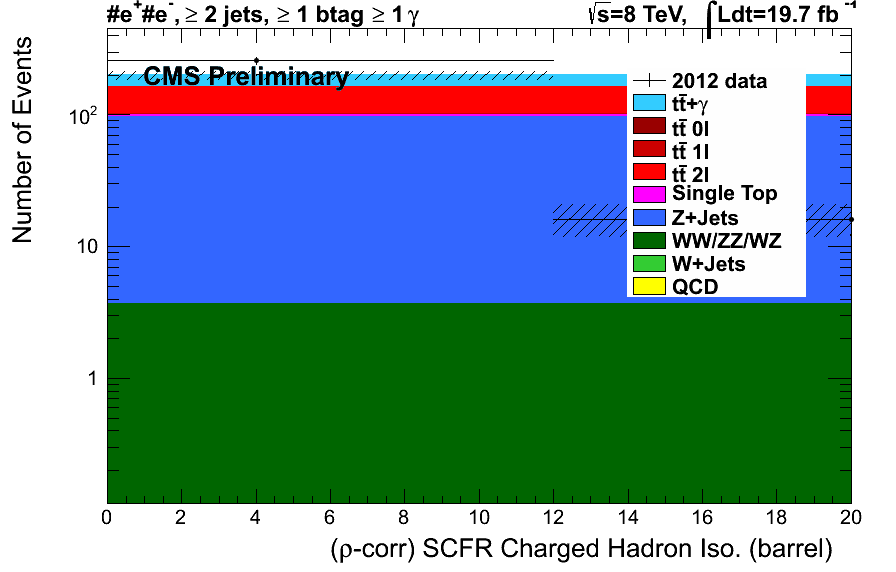 #e⁺#e⁻, ≥ 2 jets, ≥ 1 btag ≥ 1 γ √s=8 TeV, ∫Ldt=19.7 fb⁻¹
CMS Preliminary
2012 data
tt̄+γ
tt̄ 0l
tt̄ 1l
tt̄ 2l
Single Top
Z+Jets
WW/ZZ/WZ
W+Jets
QCD
Number of Events
10²
10
1
0 2 4 6 8 10 12 14 16 18 20
(ρ-corr) SCFR Charged Hadron Iso. (barrel)